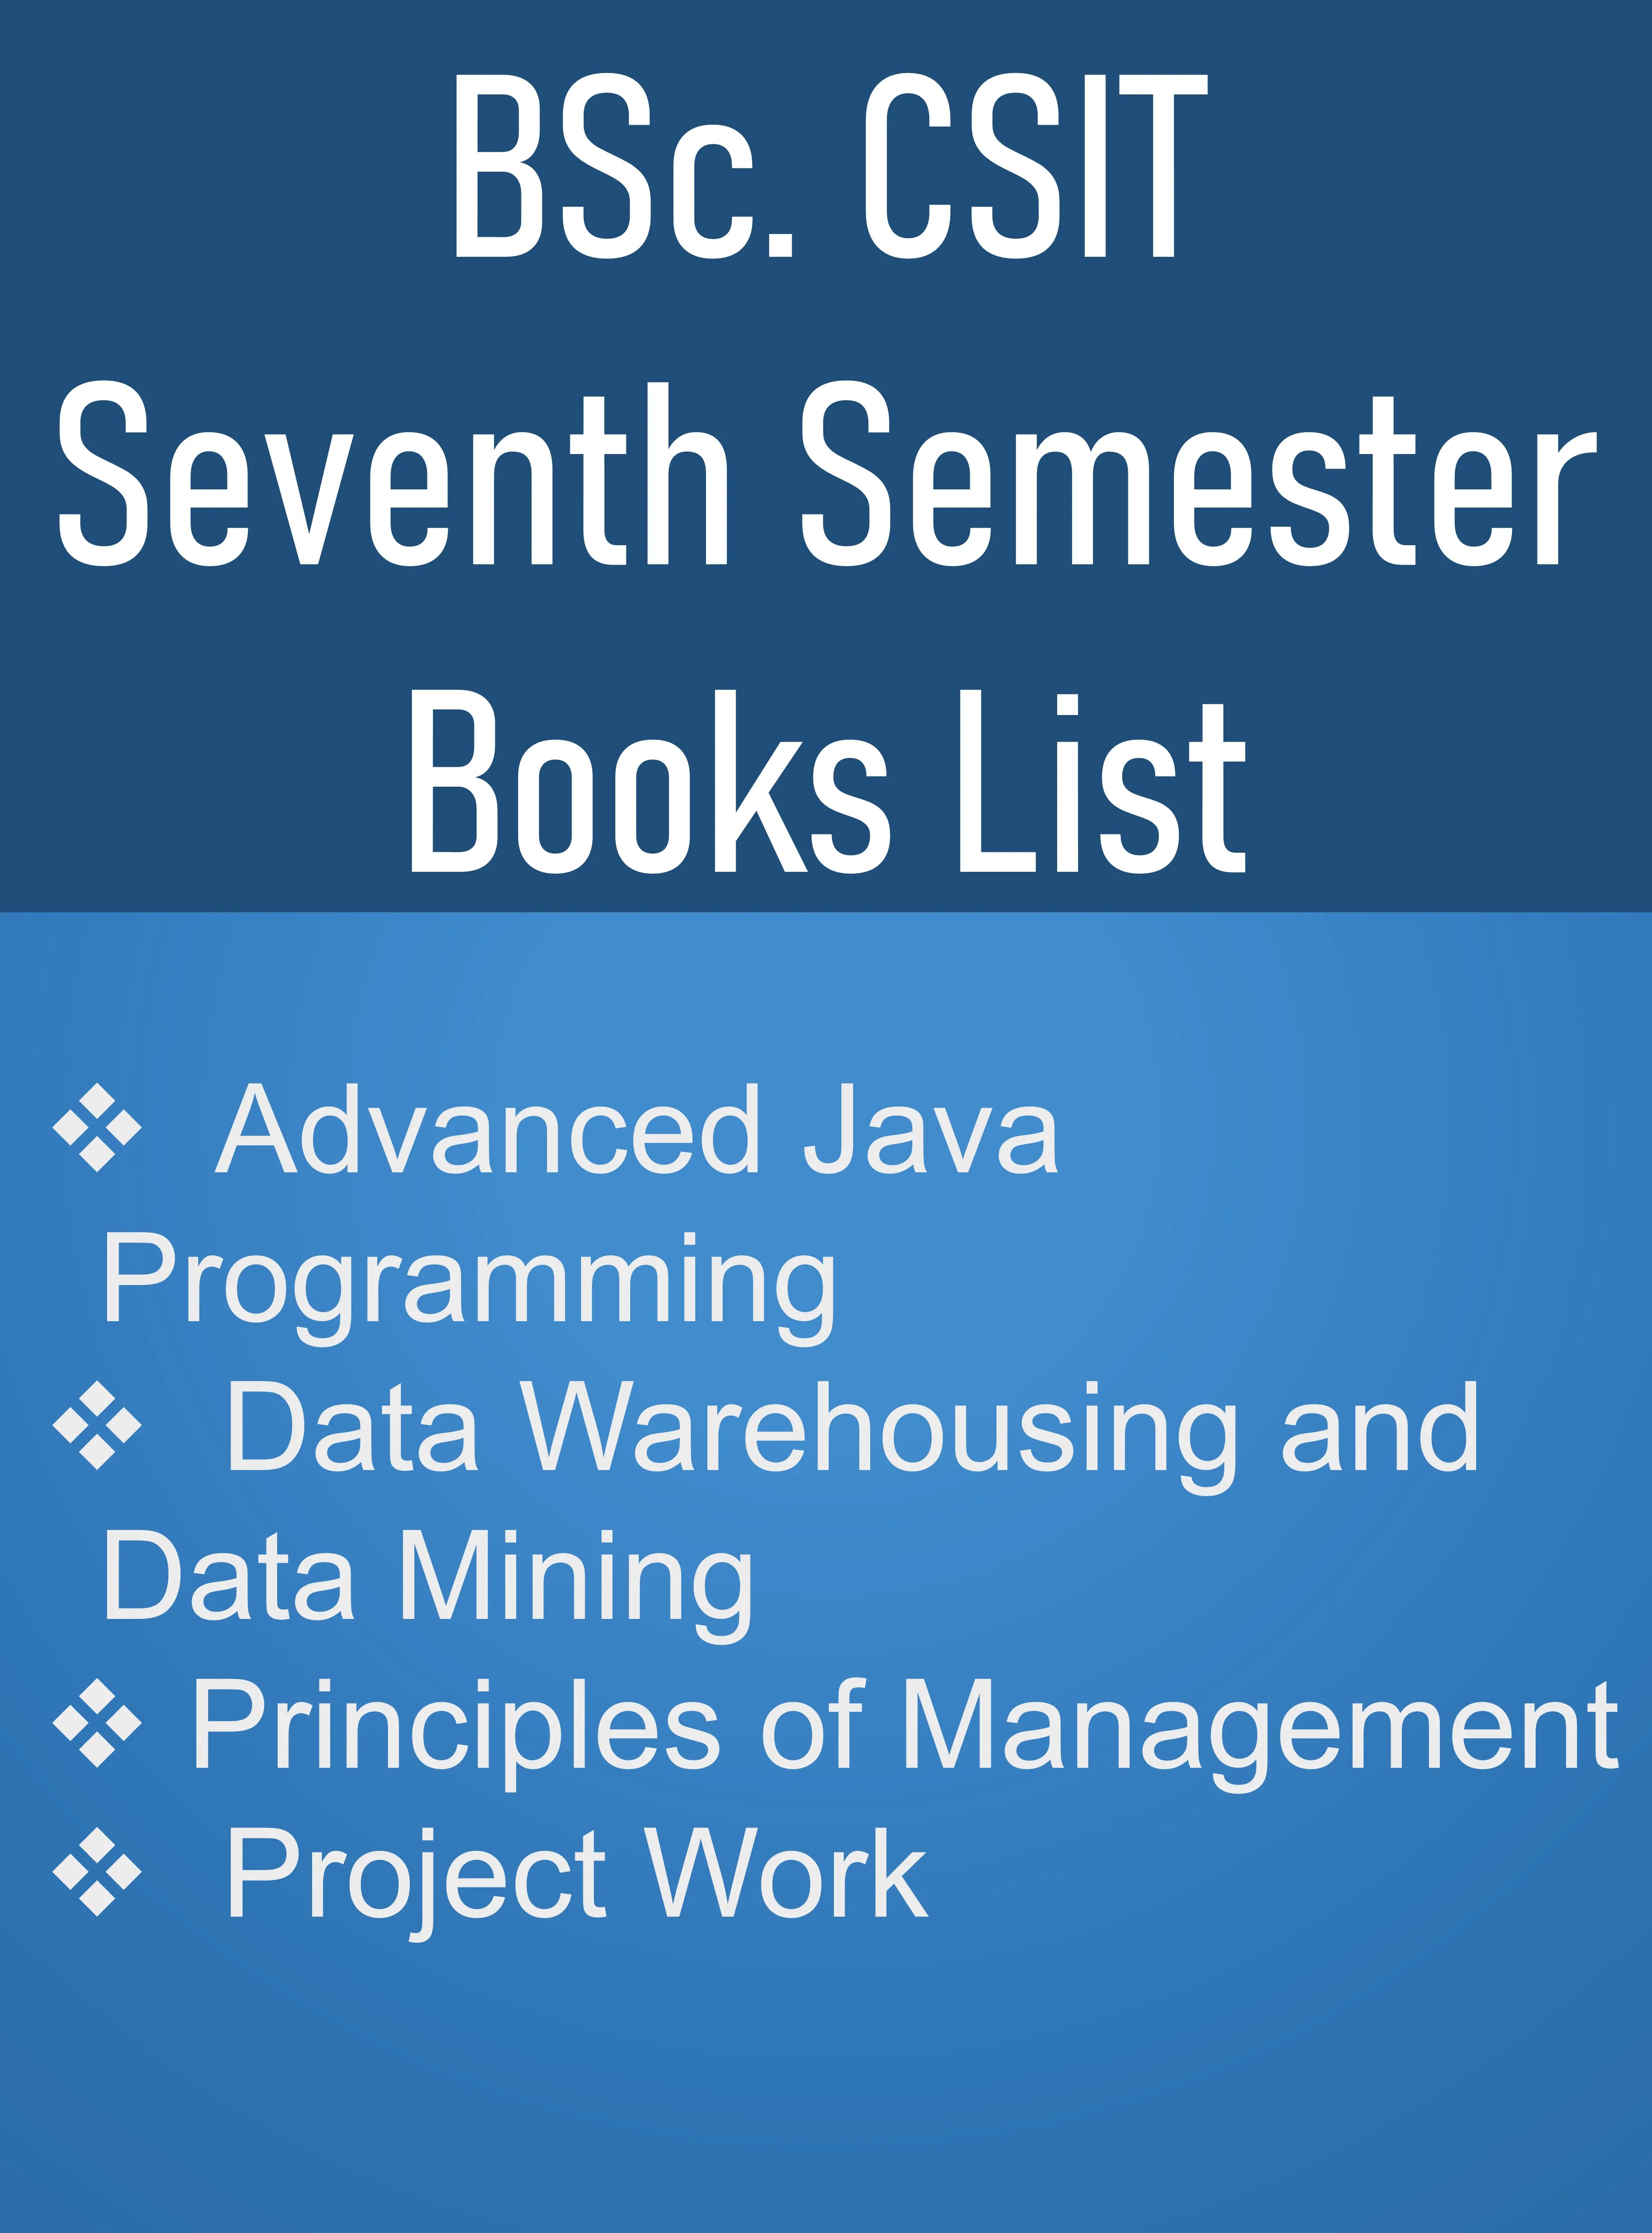 BSc. CSIT
Seventh Semester
Books List
❖ Advanced Java
Programming
❖ Data Warehousing and
Data Mining
❖ Principles of Management
❖ Project Work